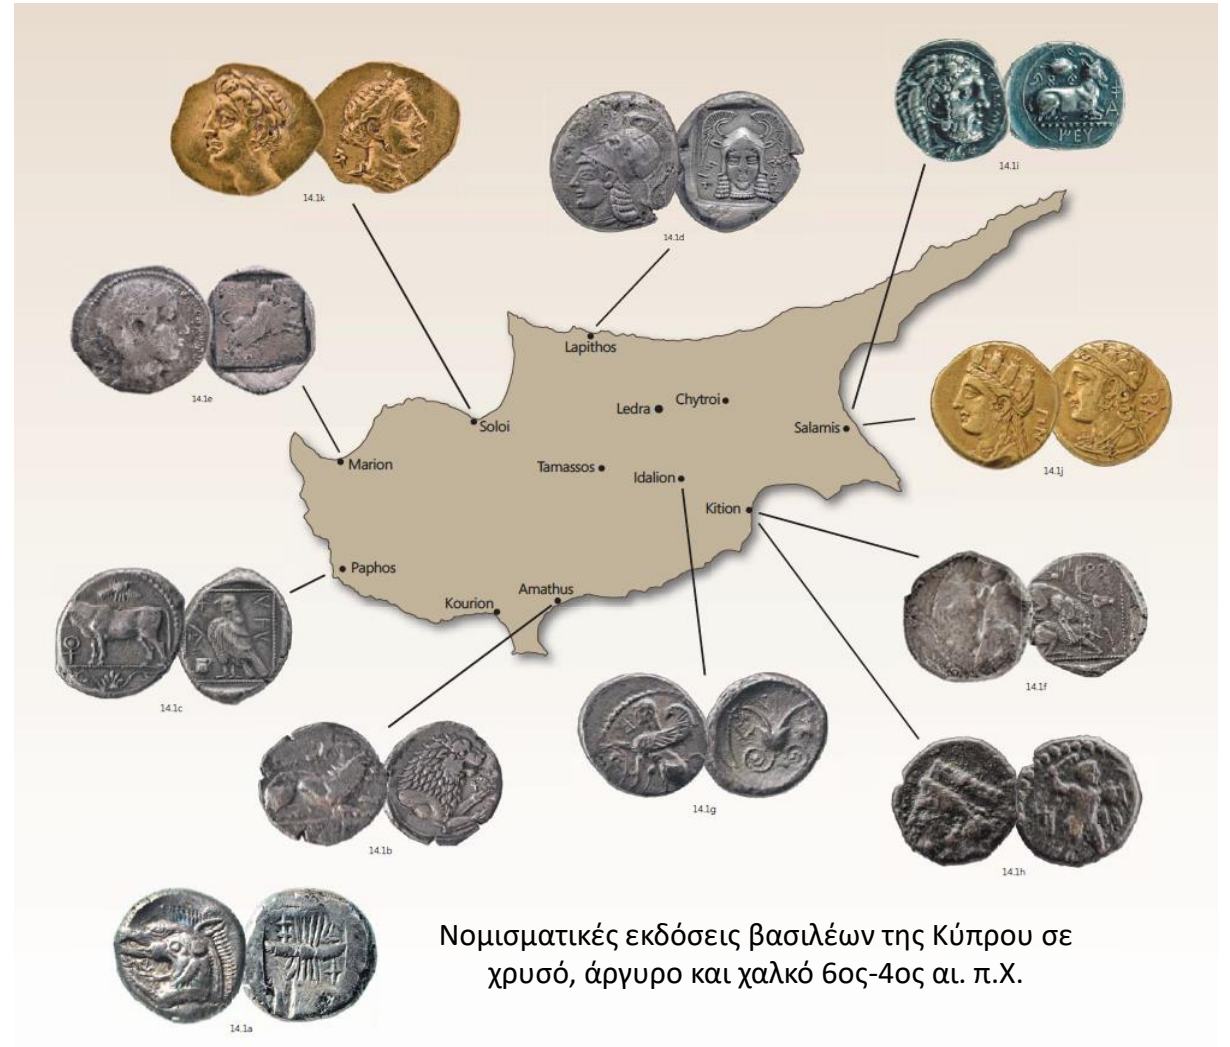 14.1k
14.1d
14.1i
14.1e
Lapithos
Ledra
Chytroi
Soloi
Salamis
14.1j
Marion
Tamassos
Idalion
Kition
Paphos
Amathus
Kourion
14.1c
14.1f
14.1g
14.1b
14.1h
Νομισματικές εκδόσεις βασιλέων της Κύπρου σε
χρυσό, άργυρο και χαλκό 6ος-4ος αι. π.Χ.
14.1a